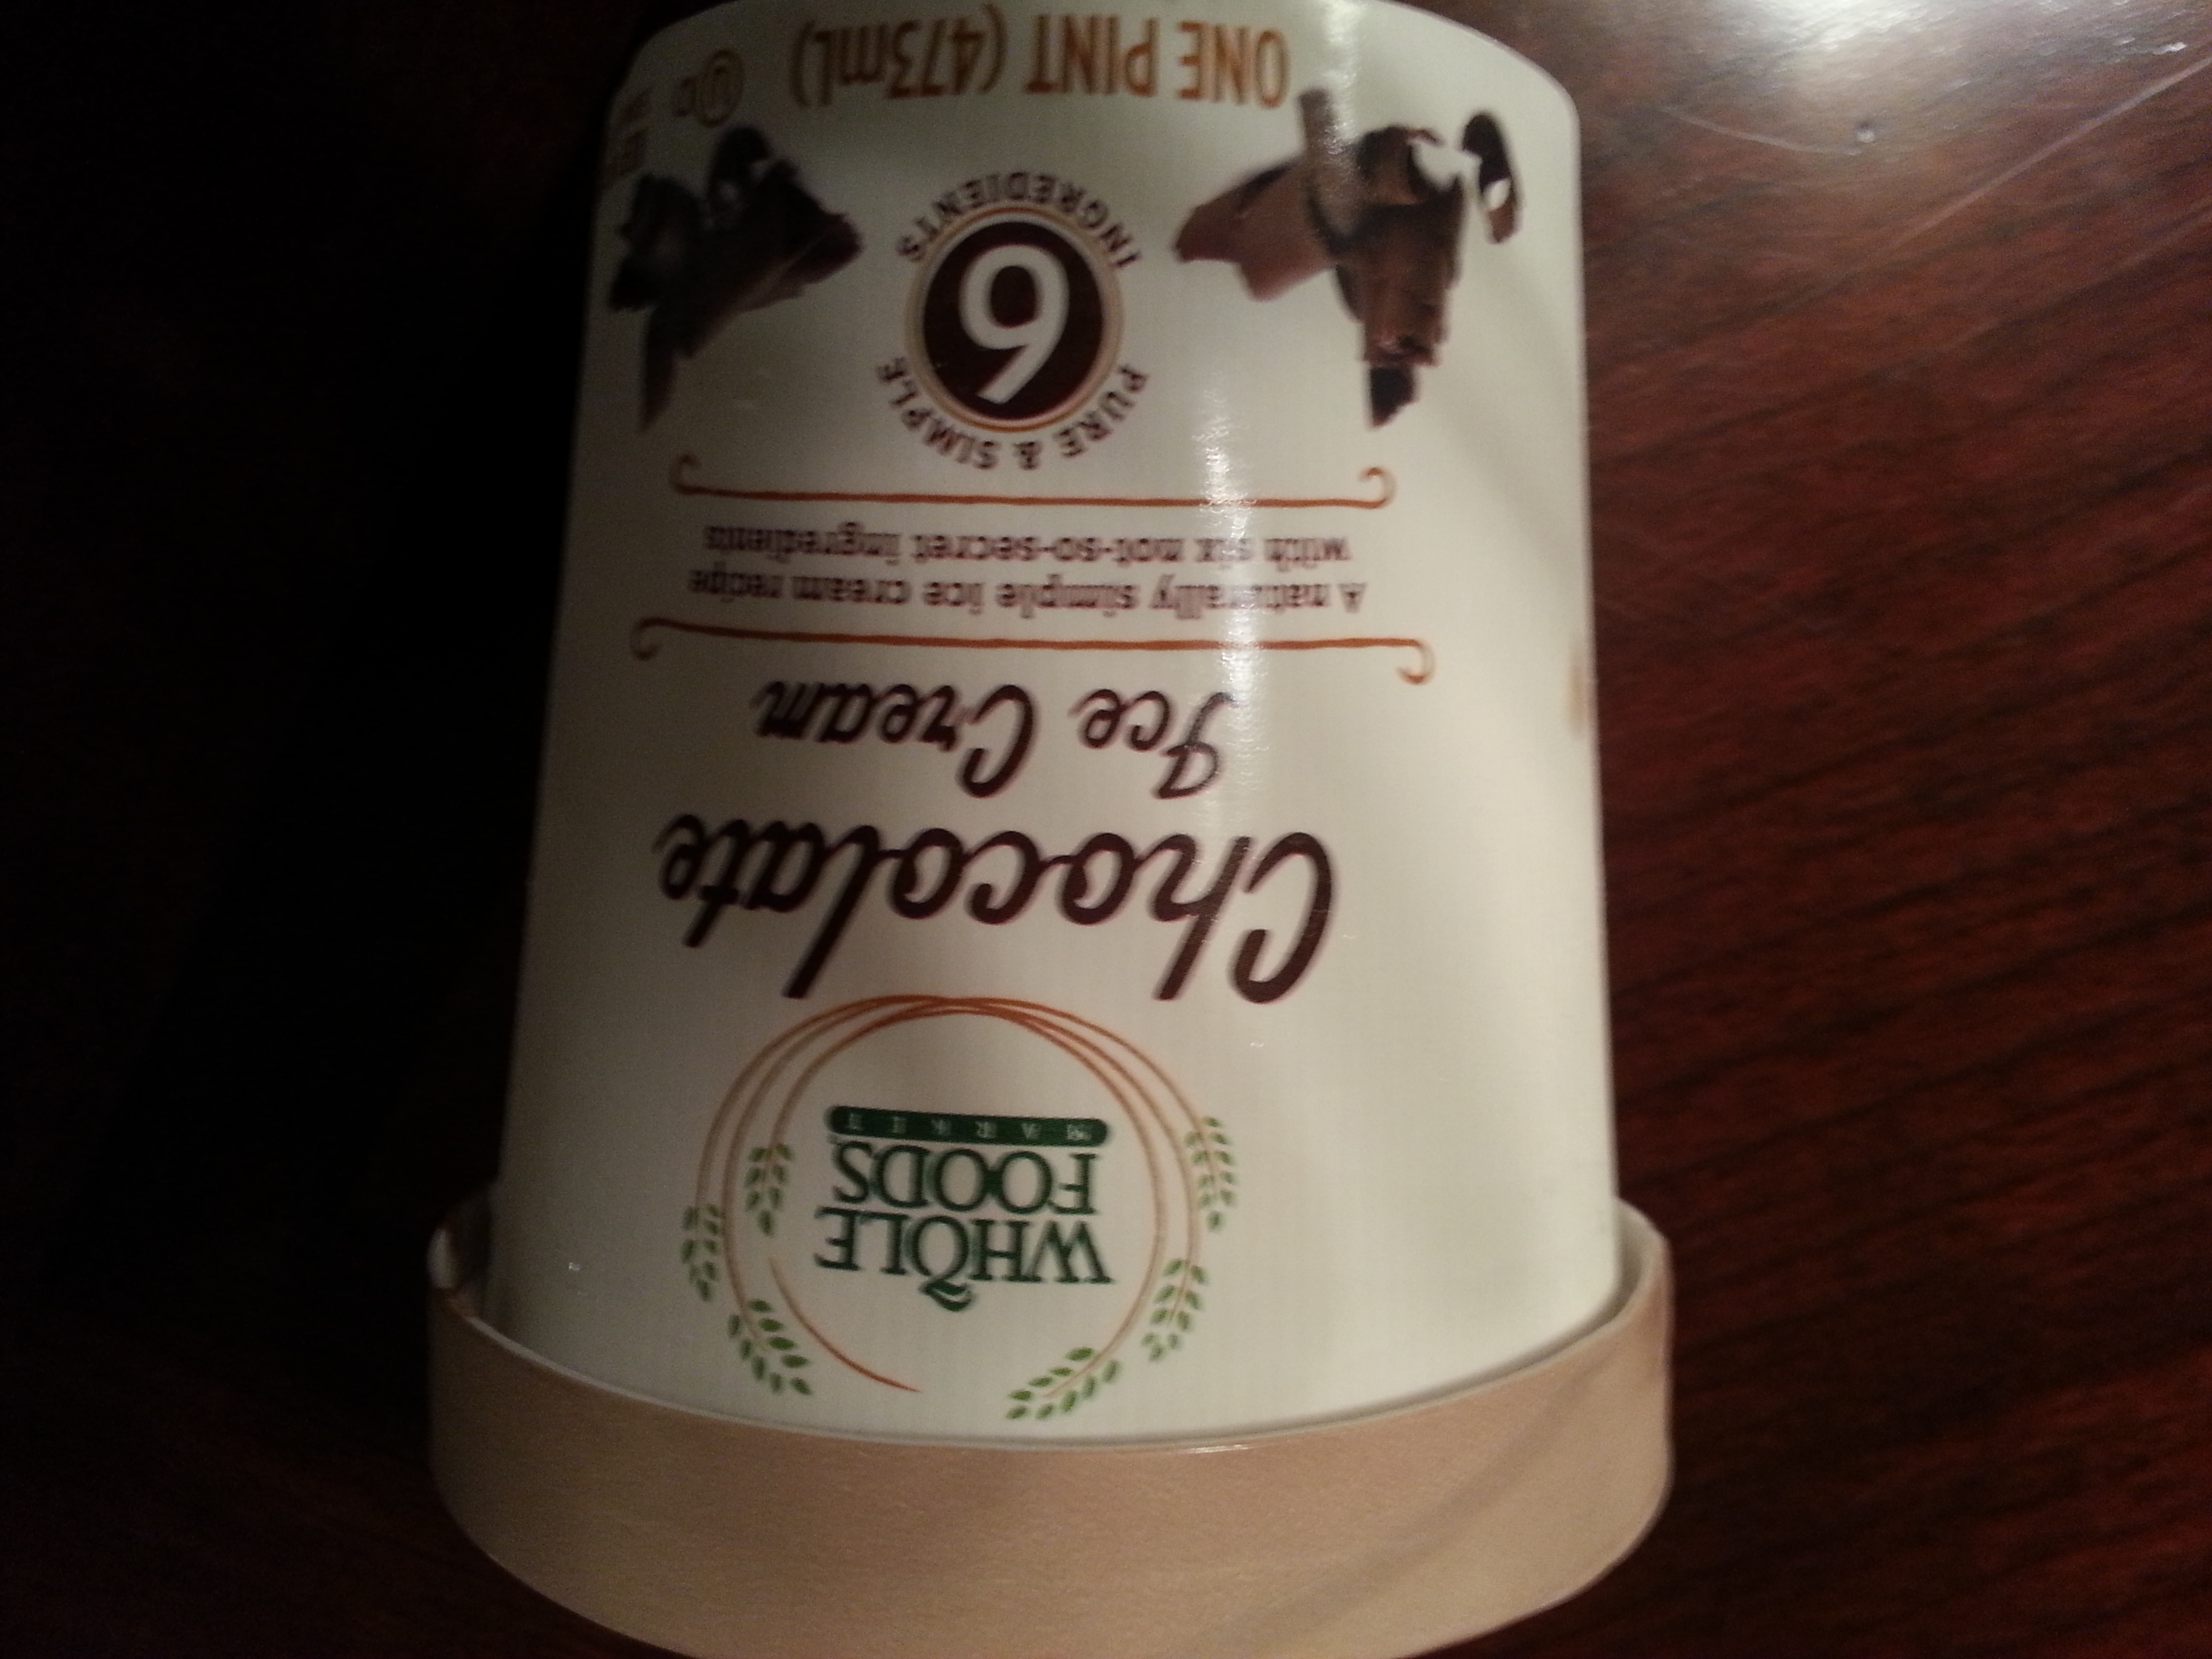 WHOLE
FOODS
MARKET
Chocolate
Ice Cream
A naturally simple ice cream recipe
with six not-so-secret ingredients
PURE & SIMPLE
6
INGREDIENTS
ONE PINT (473mL)
U D